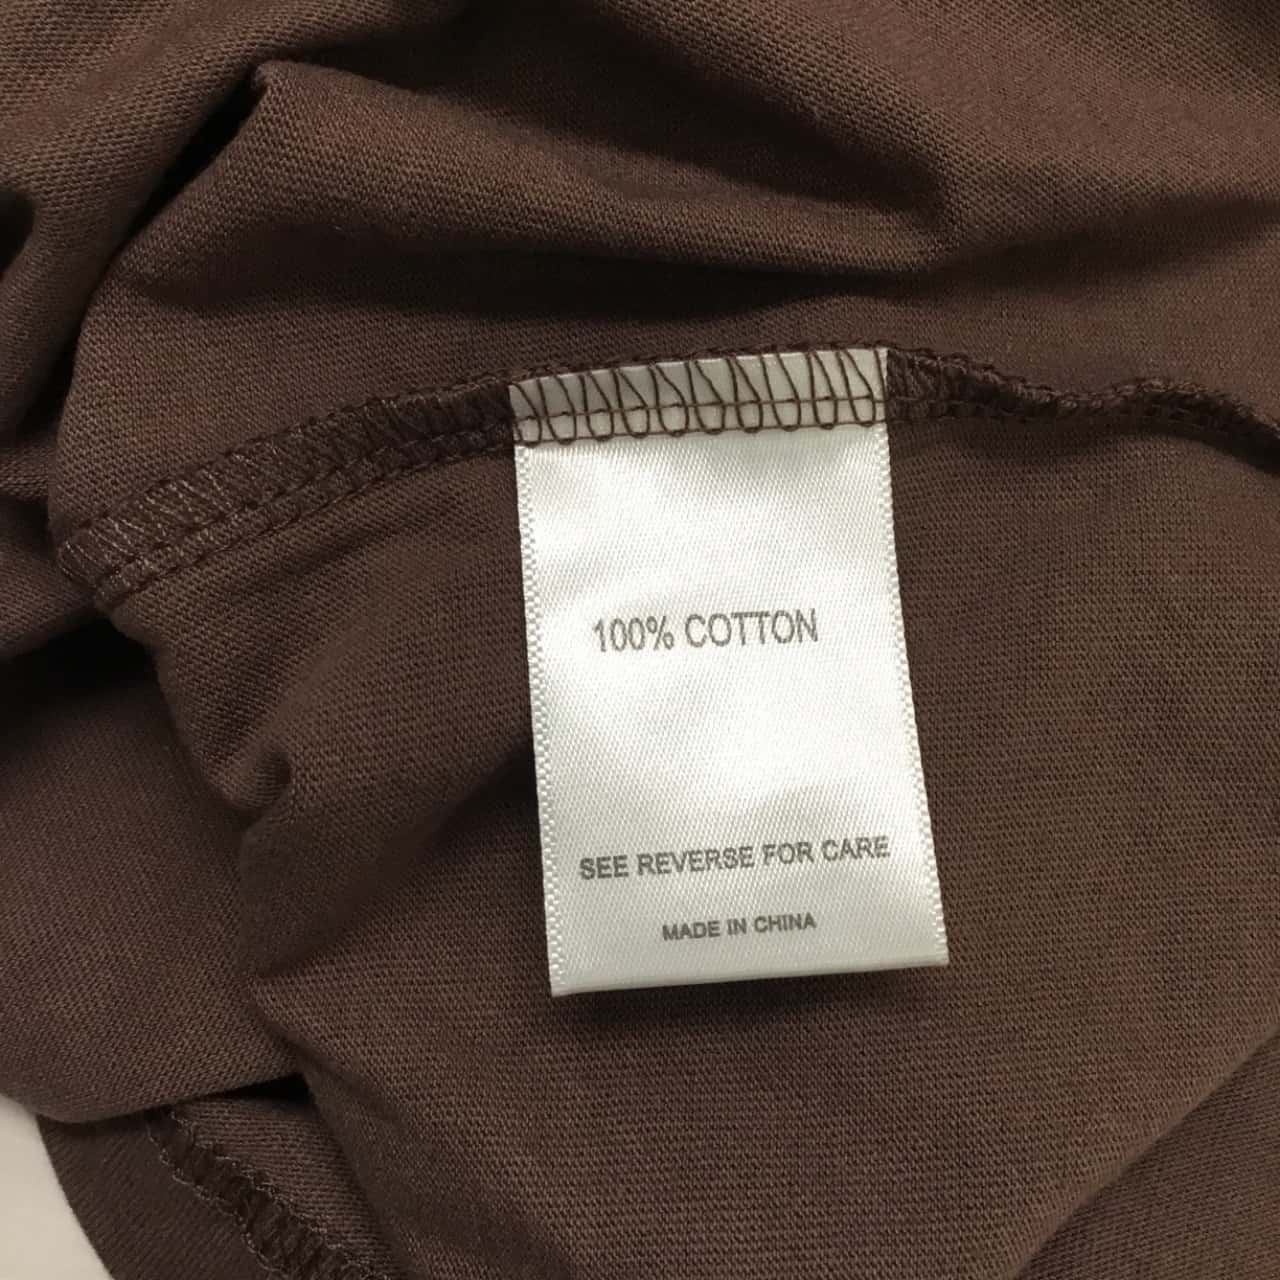 100% COTTON
SEE REVERSE FOR CARE
MADE IN CHINA